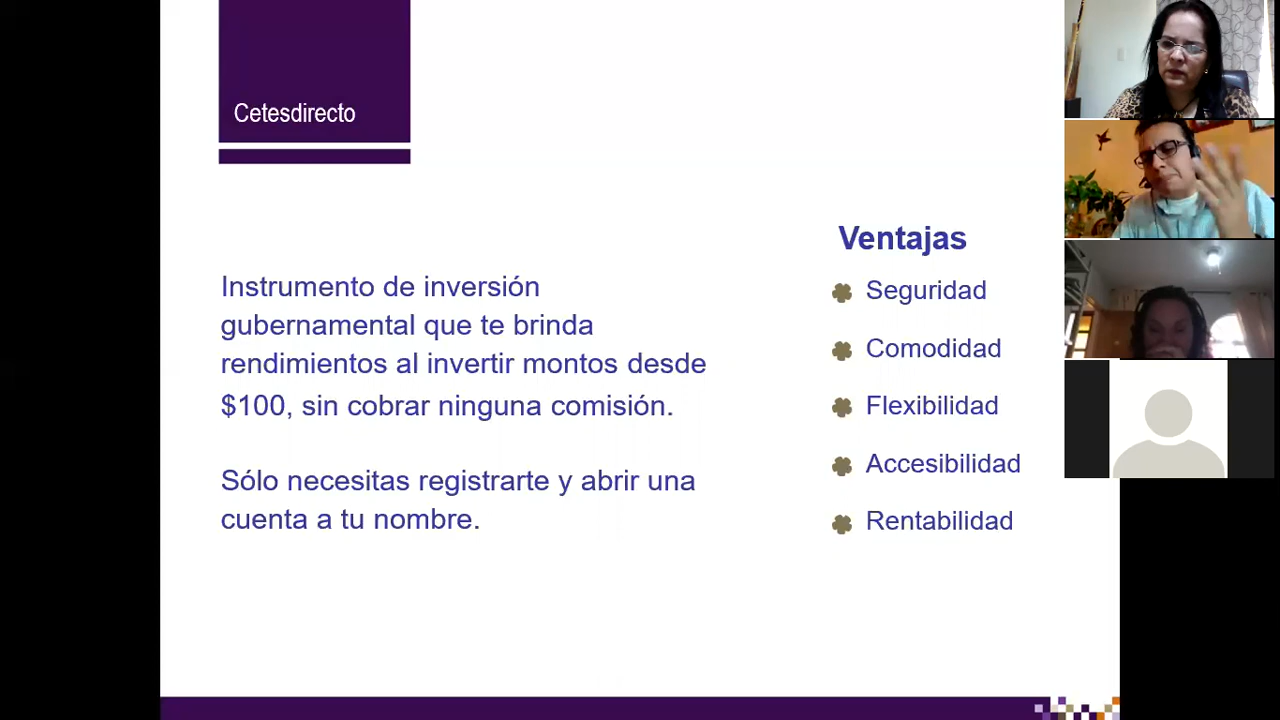 Cetesdirecto
Instrumento de inversión
gubernamental que te brinda
rendimientos al invertir montos desde
$100, sin cobrar ninguna comisión.
Sólo necesitas registrarte y abrir una
cuenta a tu nombre.
Ventajas
Seguridad
Comodidad
Flexibilidad
Accesibilidad
Rentabilidad